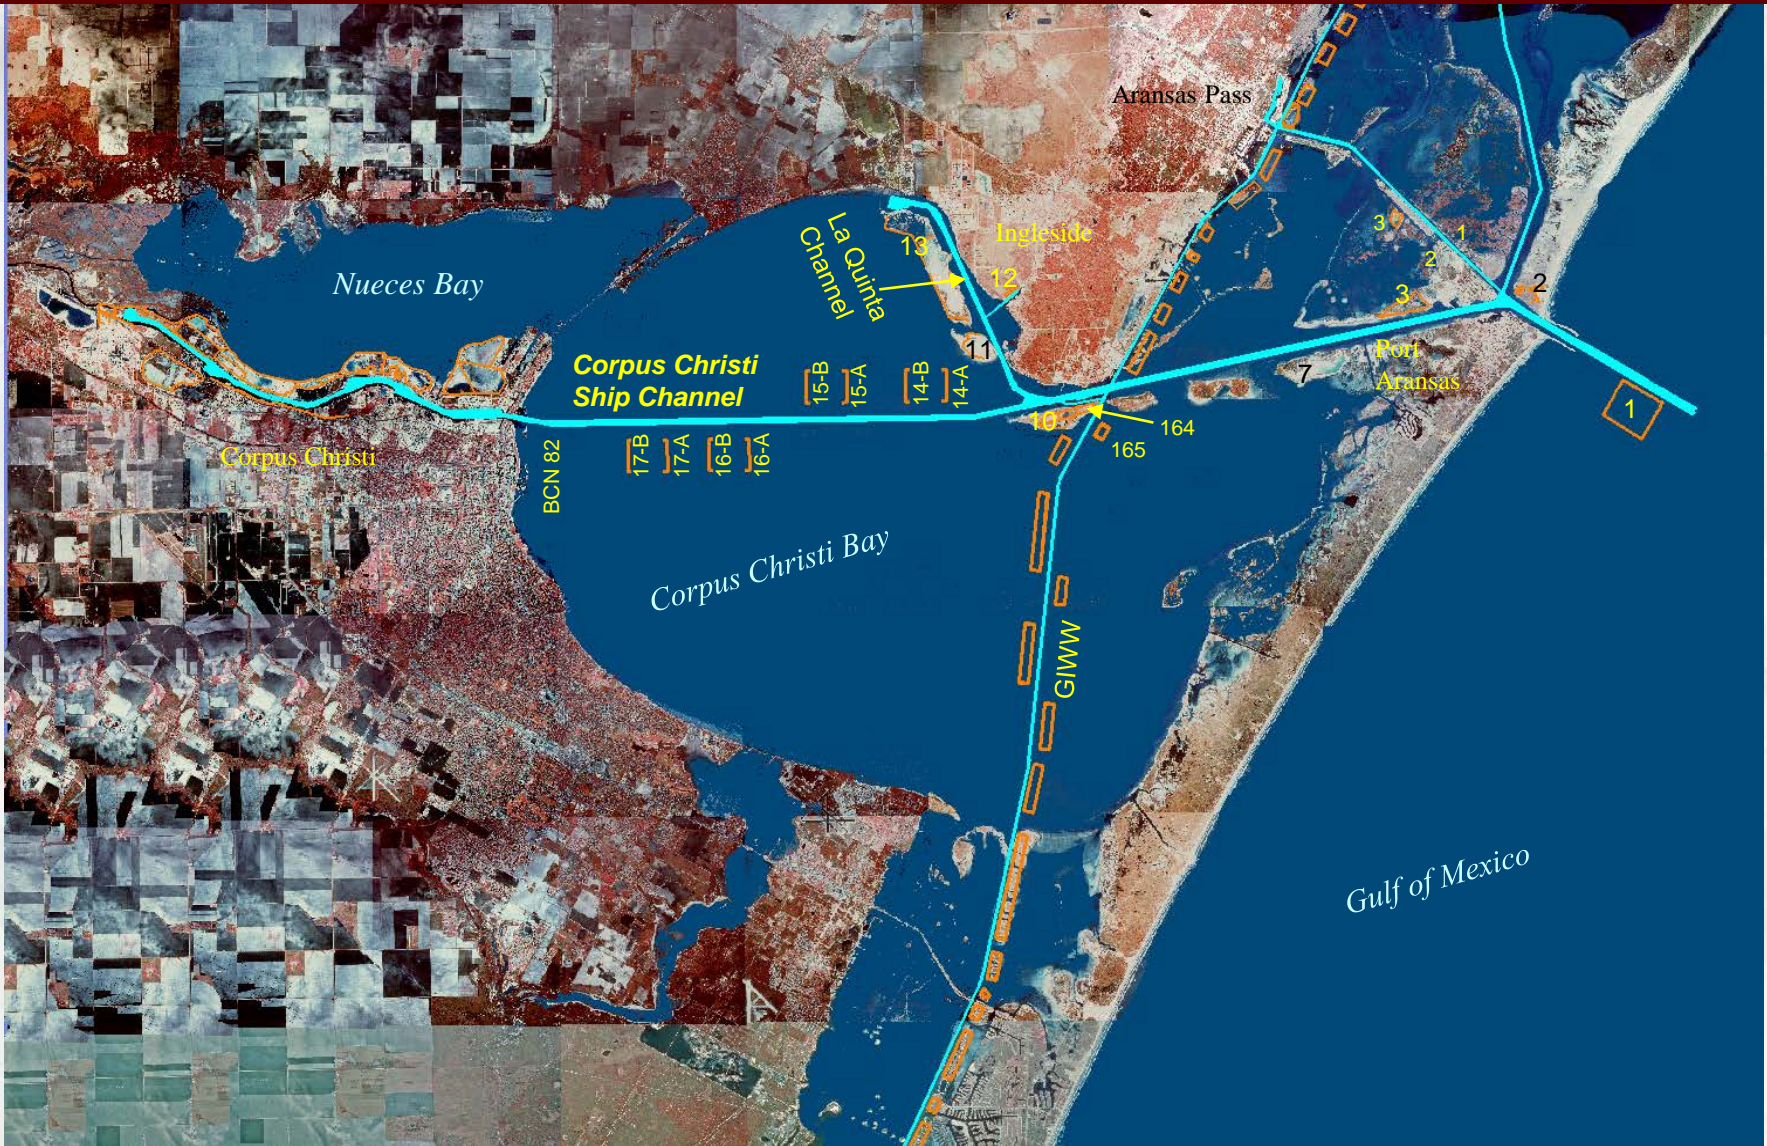 Aransas Pass
La Quinta
Channel
13
Ingleside
12
3
1
2
Nueces Bay
3
2
11
Corpus Christi
Ship Channel
15-B
15-A
14-B
14-A
Port
Aransas
7
1
10
164
165
Corpus Christi
BCN 82
17-B
17-A
16-B
16-A
Corpus Christi Bay
GIWW
Gulf of Mexico